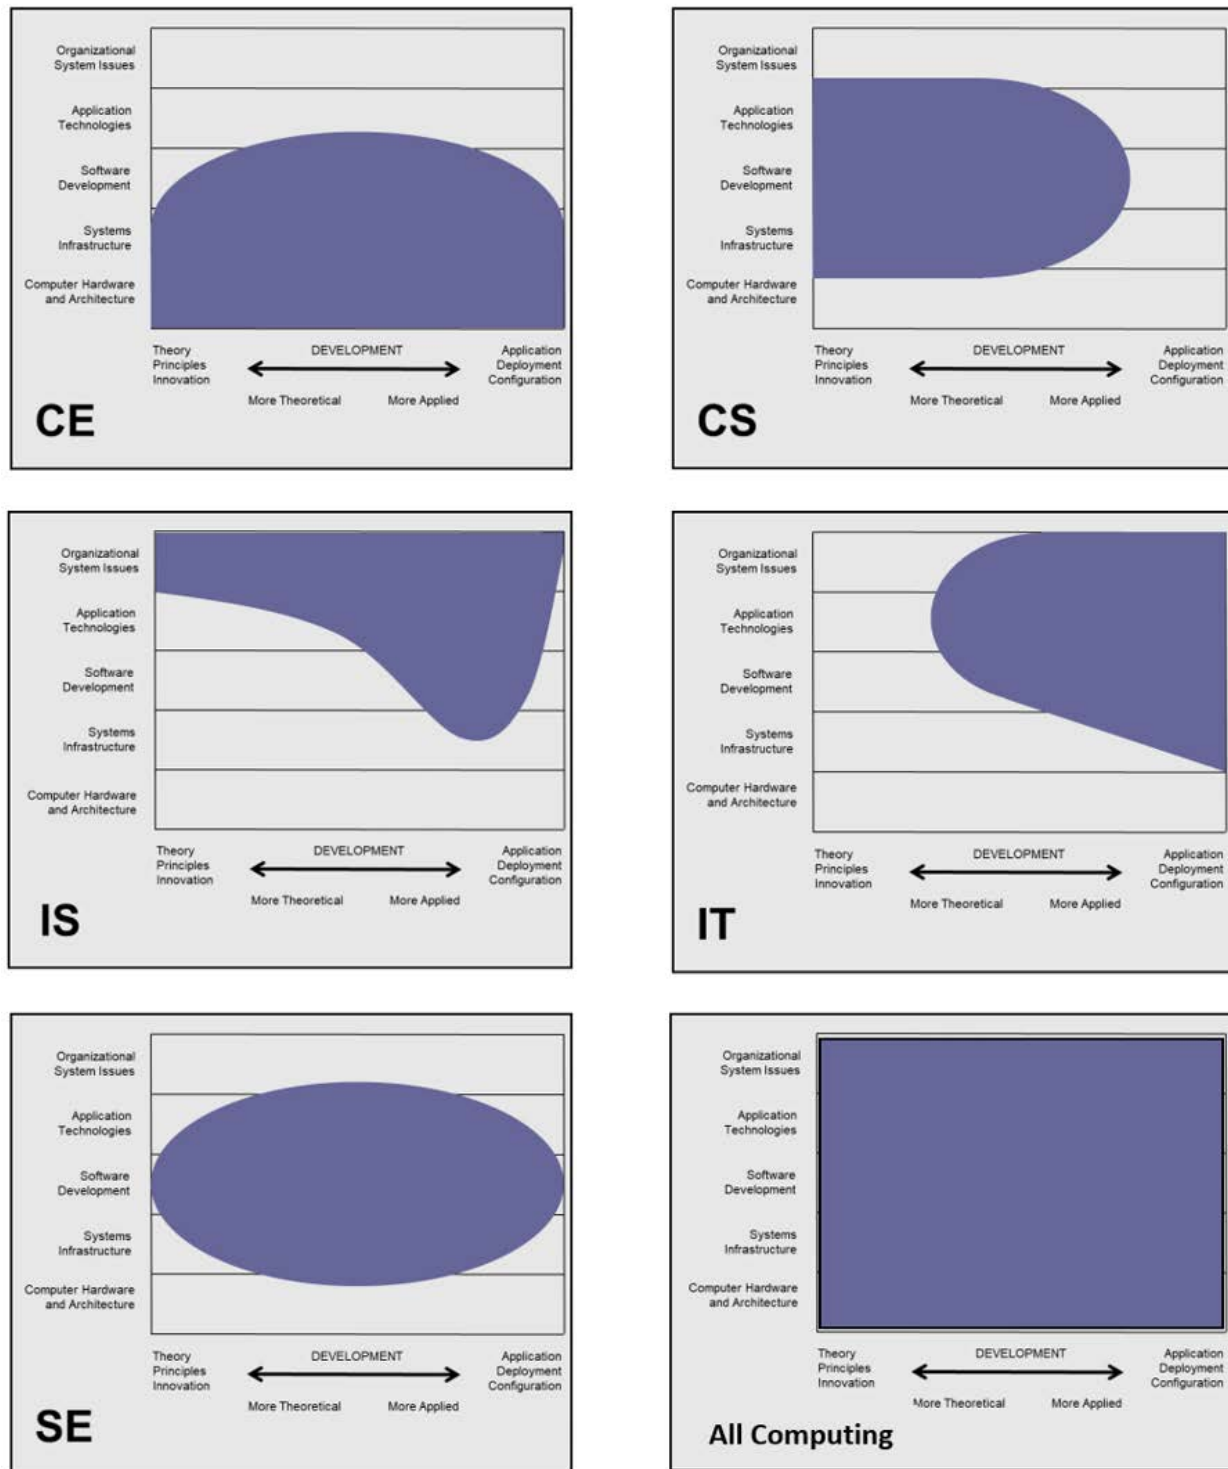 Organizational
System Issues
Application
Technologies
Software
Development
Systems
Infrastructure
Computer Hardware
and Architecture
Theory
Principles
Innovation
DEVELOPMENT
Application
Deployment
Configuration
More Theoretical
More Applied
CE
Organizational
System Issues
Application
Technologies
Software
Development
Systems
Infrastructure
Computer Hardware
and Architecture
Theory
Principles
Innovation
DEVELOPMENT
Application
Deployment
Configuration
More Theoretical
More Applied
CS
Organizational
System Issues
Application
Technologies
Software
Development
Systems
Infrastructure
Computer Hardware
and Architecture
Theory
Principles
Innovation
DEVELOPMENT
Application
Deployment
Configuration
More Theoretical
More Applied
IS
Organizational
System Issues
Application
Technologies
Software
Development
Systems
Infrastructure
Computer Hardware
and Architecture
Theory
Principles
Innovation
DEVELOPMENT
Application
Deployment
Configuration
More Theoretical
More Applied
IT
Organizational
System Issues
Application
Technologies
Software
Development
Systems
Infrastructure
Computer Hardware
and Architecture
Theory
Principles
Innovation
DEVELOPMENT
Application
Deployment
Configuration
More Theoretical
More Applied
SE
Organizational
System Issues
Application
Technologies
Software
Development
Systems
Infrastructure
Computer Hardware
and Architecture
Theory
Principles
Innovation
DEVELOPMENT
Application
Deployment
Configuration
More Theoretical
More Applied
All Computing